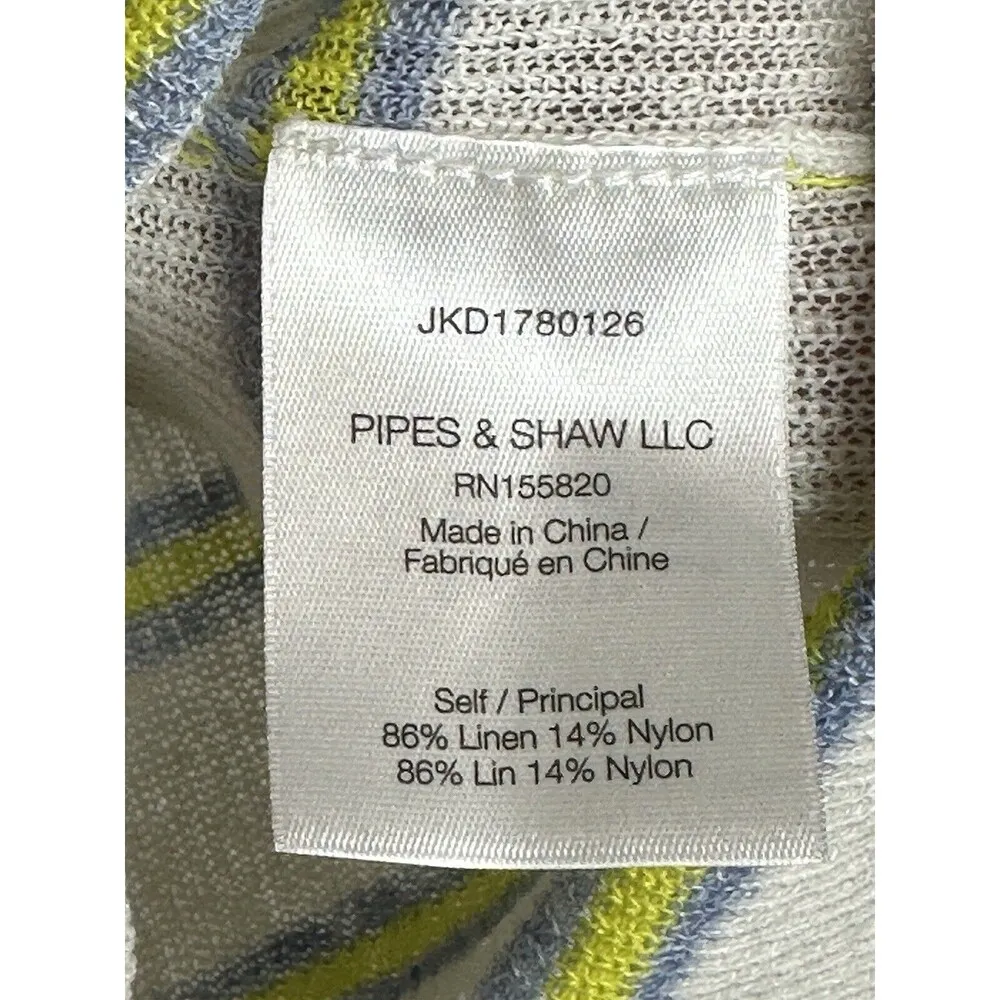 JKD1780126
PIPES & SHAW LLC
RN155820
Made in China /
Fabriqué en Chine
Self / Principal
86% Linen 14% Nylon
86% Lin 14% Nylon